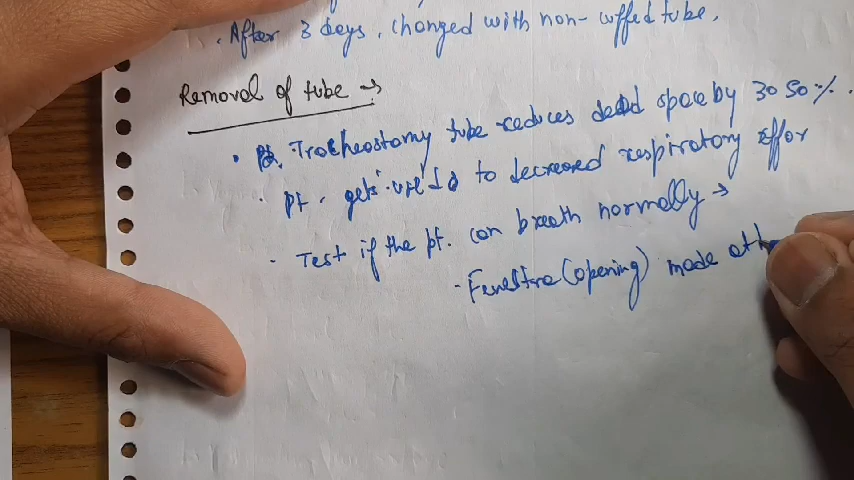 . After 3 days, changed with non-cuffed tube.
Removal of tube →
• Tracheostomy tube reduces dead space by 30 50%.
• pt. gets used to decreased respiratory effor
- Test if the pt. can breath normally →
- Fenestra (opening) made at th